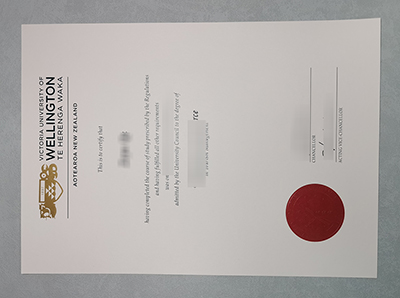 VICTORIA UNIVERSITY OF
WELLINGTON
TE HERENGA WAKA
AOTEAROA NEW ZEALAND
This is to certify that
having completed the course of study prescribed by the Regulations
and having fulfilled all other requirements
was on
admitted by the University Council to the degree of
CHANCELLOR
ACTING VICE-CHANCELLOR